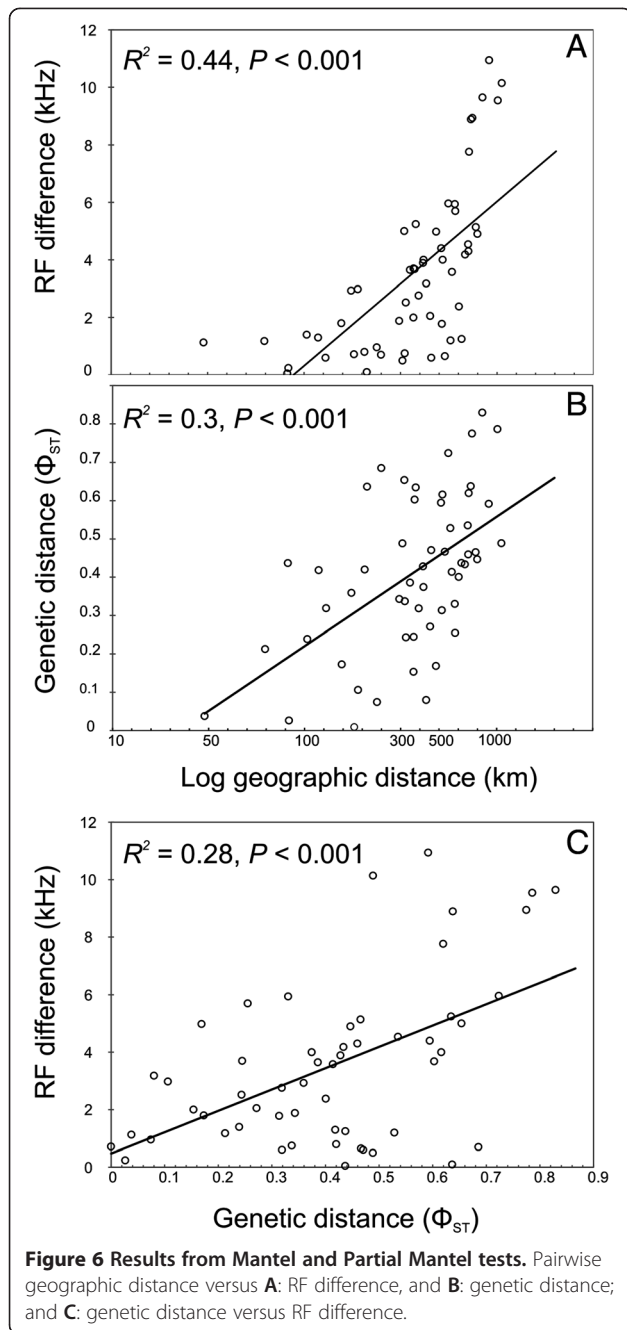 A
R² = 0.44, P < 0.001
RF difference (kHz)
12
10
8
6
4
2
0
B
R² = 0.3, P < 0.001
Genetic distance (Φ_ST)
0.8
0.7
0.6
0.5
0.4
0.3
0.2
0.1
0
10 50 100 300 500 1000
Log geographic distance (km)
C
R² = 0.28, P < 0.001
RF difference (kHz)
12
10
8
6
4
2
0
0 0.1 0.2 0.3 0.4 0.5 0.6 0.7 0.8 0.9
Genetic distance (Φ_ST)
Figure 6 Results from Mantel and Partial Mantel tests. Pairwise
geographic distance versus A: RF difference, and B: genetic distance;
and C: genetic distance versus RF difference.